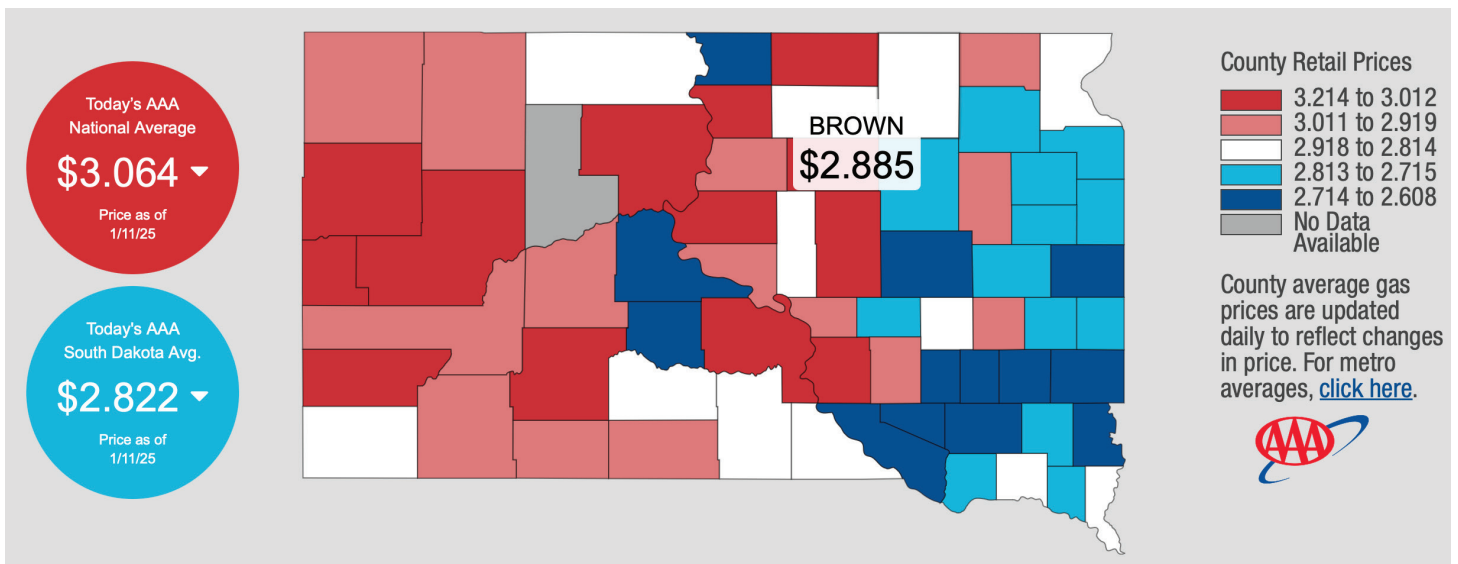 Today's AAA
National Average
$3.064
Price as of
1/11/25
Today's AAA
South Dakota Avg.
$2.822
Price as of
1/11/25
BROWN
$2.885
County Retail Prices
3.214 to 3.012
3.011 to 2.919
2.918 to 2.814
2.813 to 2.715
2.714 to 2.608
No Data
Available
County average gas
prices are updated
daily to reflect changes
in price. For metro
averages, click here.
AAA